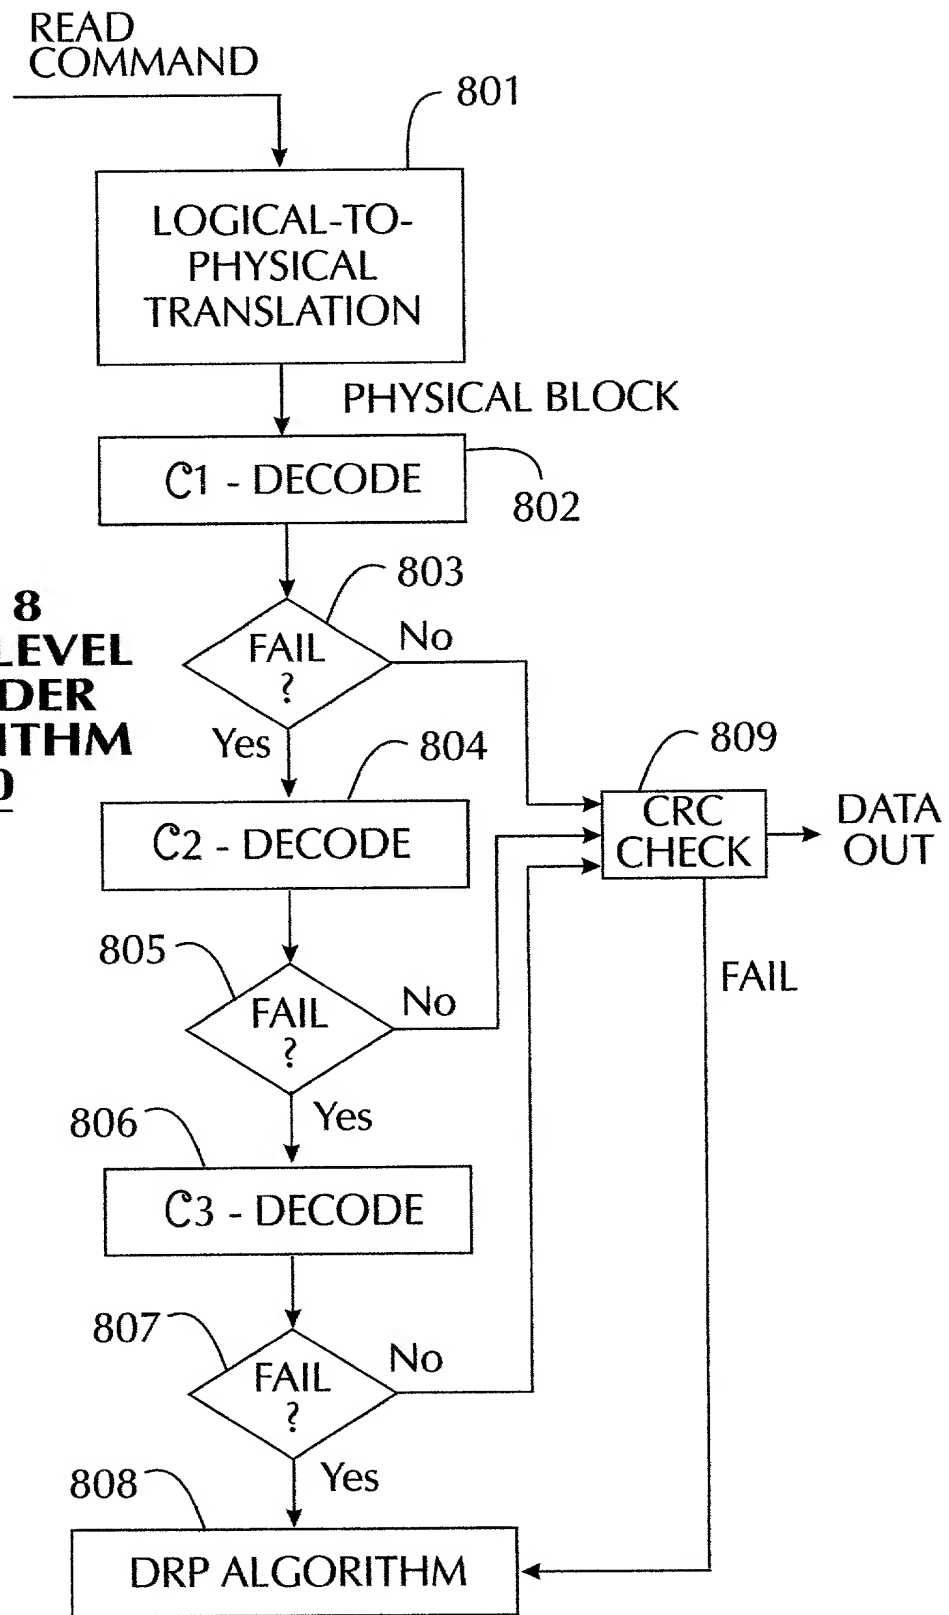 READ
COMMAND
801
LOGICAL-TO-
PHYSICAL
TRANSLATION
PHYSICAL BLOCK
C1 - DECODE
802
803
8
LEVEL
FAIL
?
No
Yes
804
809
C2 - DECODE
CRC
CHECK
DATA
OUT
805
FAIL
?
No
FAIL
Yes
806
C3 - DECODE
807
FAIL
?
No
Yes
808
DRP ALGORITHM